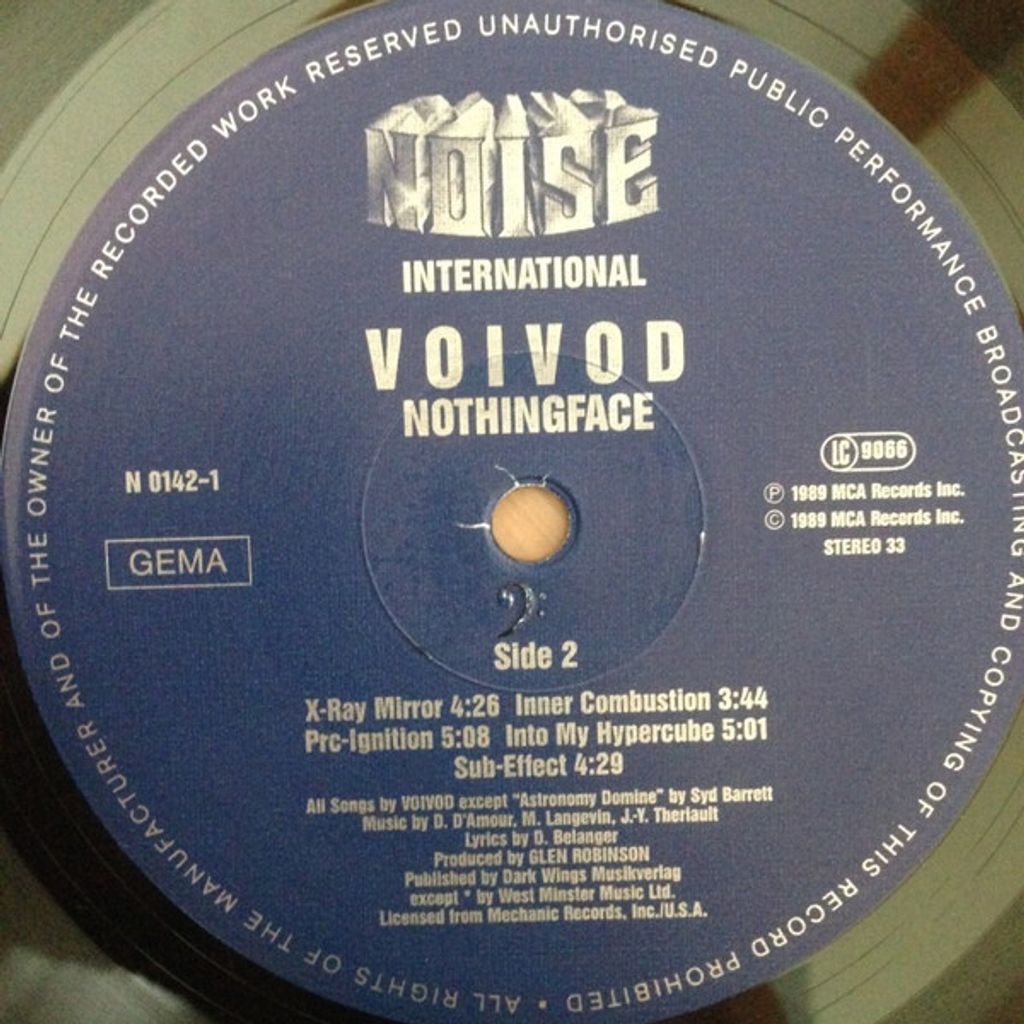 ALL RIGHTS OF THE MANUFACTURER AND OF THE OWNER OF THE RECORDED WORK RESERVED UNAUTHORISED PUBLIC PERFORMANCE BROADCASTING AND COPYING OF THIS RECORD PROHIBITED •
NOISE
INTERNATIONAL
VOIVOD
NOTHINGFACE
N 0142-1
GEMA
LC 9066
Ⓟ 1989 MCA Records Inc.
© 1989 MCA Records Inc.
STEREO 33
Side 2
X-Ray Mirror 4:26 Inner Combustion 3:44
Prc-Ignition 5:08 Into My Hypercube 5:01
Sub-Effect 4:29
All Songs by VOIVOD except "Astronomy Domine" by Syd Barrett
Music by D. D'Amour, M. Langevin, J.-Y. Theriault
Lyrics by D. Belanger
Produced by GLEN ROBINSON
Published by Dark Wings Musikverlag
except * by West Minster Music Ltd.
Licensed from Mechanic Records, Inc./U.S.A.